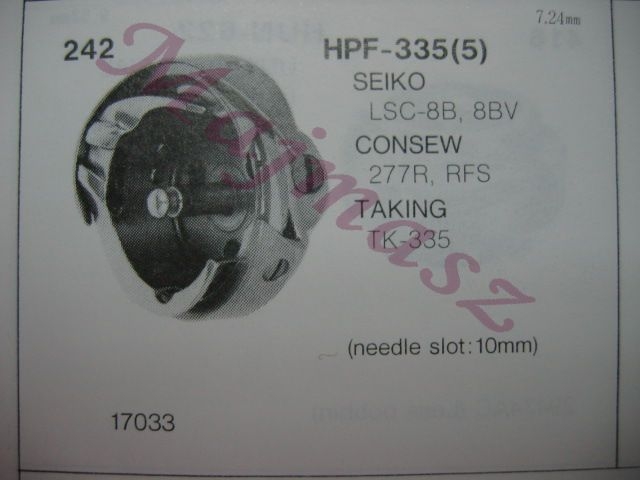 7.24mm
242
HPF-335(5)
SEIKO
LSC-8B, 8BV
CONSEW
277R, RFS
TAKING
TK-335
(needle slot:10mm)
17033
Majmasz